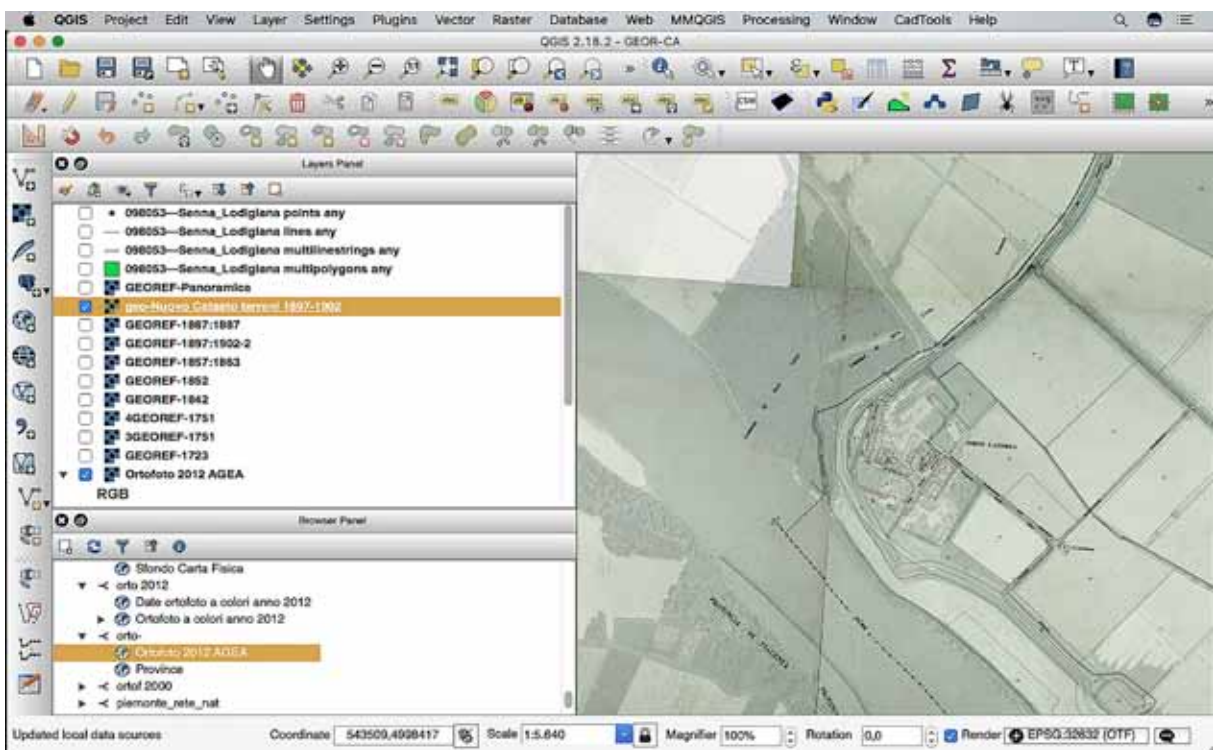 QGIS Project Edit View Layer Settings Plugins Vector Raster Database Web MMQGIS Processing Window CadTools Help
QGIS 2.18.2 - GEOR-CA
Layers Panel
098053—Senna_Lodigiana points any
098053—Senna_Lodigiana lines any
098053—Senna_Lodigiana multilinestrings any
098053—Senna_Lodigiana multipolygons any
GEOREF-Panoramica
geo-Nuovo Catasto terreni 1897-1902
GEOREF-1867:1887
GEOREF-1897:1902-2
GEOREF-1857:1863
GEOREF-1852
GEOREF-1842
4GEOREF-1751
3GEOREF-1751
GEOREF-1723
Ortofoto 2012 AGEA
RGB
Browser Panel
Sfondo Carta Fisica
orto 2012
Date ortofoto a colori anno 2012
Ortofoto a colori anno 2012
orto-
Ortofoto 2012 AGEA
Province
ortof 2000
piemonte_rete_nat
Updated local data sources Coordinate 543509,4998417 Scale 1:5.640 Magnifier 100% Rotation 0,0 Render EPSG:32632 (OTF)